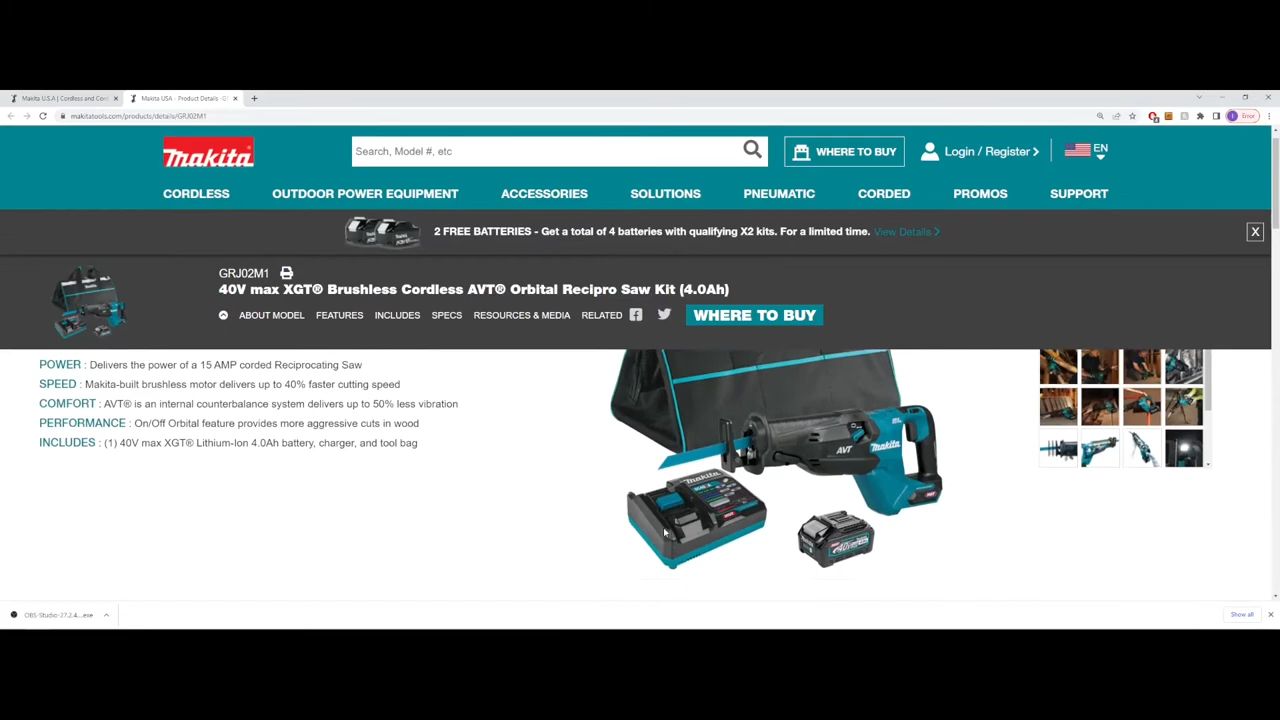 Makita U.S.A | Cordless and Cord
Makita USA - Product Details - G
makitatools.com/products/details/GRJ02M1
Error
makita
Search, Model #, etc
WHERE TO BUY
Login / Register
EN
CORDLESS
OUTDOOR POWER EQUIPMENT
ACCESSORIES
SOLUTIONS
PNEUMATIC
CORDED
PROMOS
SUPPORT
2 FREE BATTERIES - Get a total of 4 batteries with qualifying X2 kits. For a limited time. View Details
X
GRJ02M1
40V max XGT® Brushless Cordless AVT® Orbital Recipro Saw Kit (4.0Ah)
ABOUT MODEL
FEATURES
INCLUDES
SPECS
RESOURCES & MEDIA
RELATED
WHERE TO BUY
POWER : Delivers the power of a 15 AMP corded Reciprocating Saw
SPEED : Makita-built brushless motor delivers up to 40% faster cutting speed
COMFORT : AVT® is an internal counterbalance system delivers up to 50% less vibration
PERFORMANCE : On/Off Orbital feature provides more aggressive cuts in wood
INCLUDES : (1) 40V max XGT® Lithium-Ion 4.0Ah battery, charger, and tool bag
makita
AVT
makita
40V
OBS-Studio-27.2.4....exe
Show all